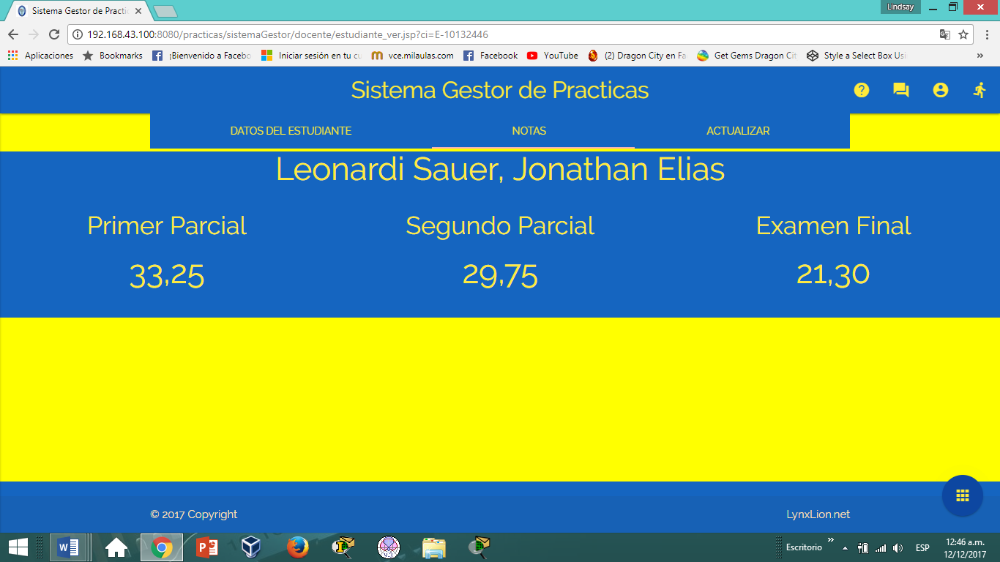 Lindsay
Sistema Gestor de Practic
192.168.43.100:8080/practicas/sistemaGestor/docente/estudiante_ver.jsp?ci=E-10132446
Aplicaciones Bookmarks ¡Bienvenido a Facebo Iniciar sesión en tu cu vce.milaulas.com Facebook YouTube (2) Dragon City en Fa Get Gems Dragon Cit Style a Select Box Usi »
Sistema Gestor de Practicas
DATOS DEL ESTUDIANTE NOTAS ACTUALIZAR
Leonardi Sauer, Jonathan Elias
Primer Parcial Segundo Parcial Examen Final
33,25 29,75 21,30
© 2017 Copyright LynxLion.net
Escritorio » ESP 12:46 a.m.
12/12/2017